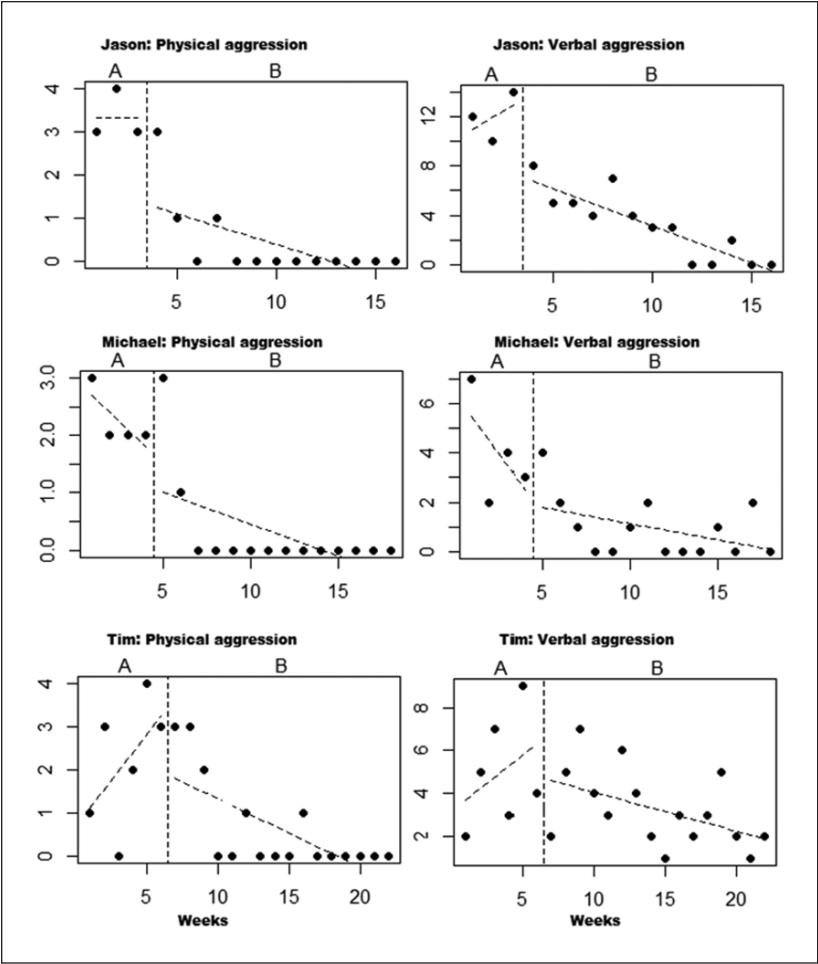 Jason: Physical aggression
A B
4
3
2
1
0
5 10 15
Jason: Verbal aggression
A B
12
8
4
0
5 10 15
Michael: Physical aggression
A B
3.0
2.0
1.0
0.0
5 10 15
Michael: Verbal aggression
A B
6
4
2
0
5 10 15
Tim: Physical aggression
A B
4
3
2
1
0
5 10 15 20
Weeks
Tim: Verbal aggression
A B
8
6
4
2
5 10 15 20
Weeks